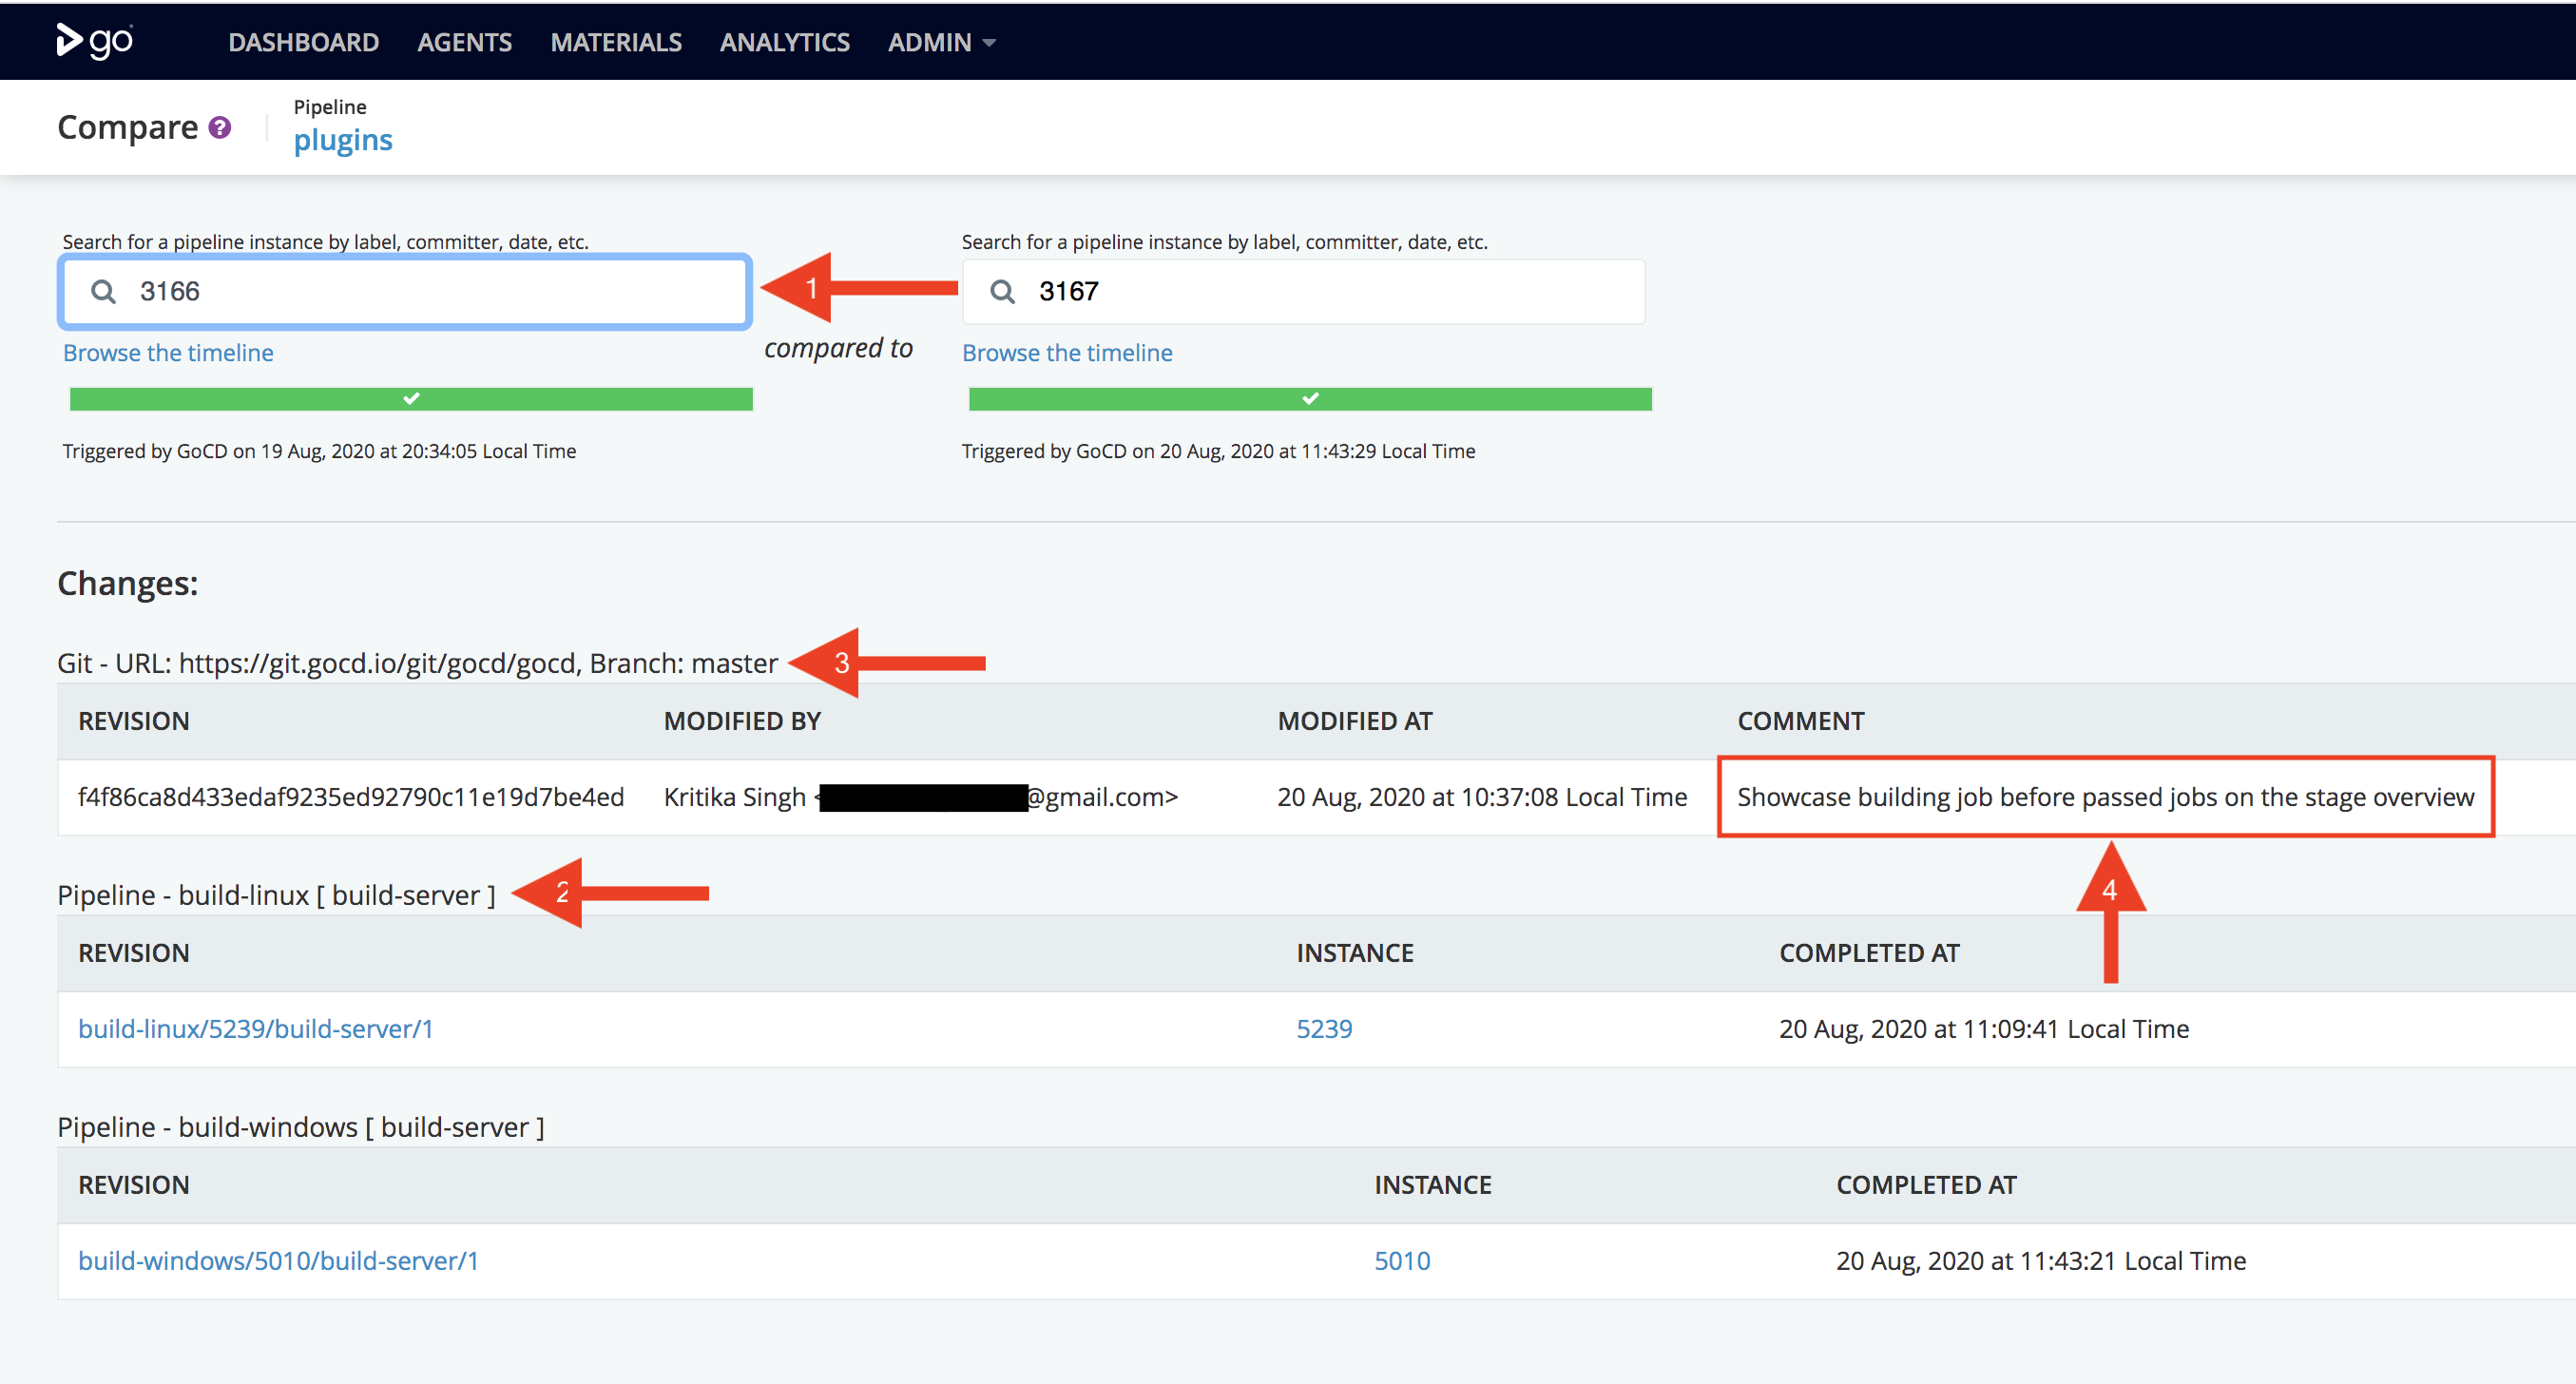 go DASHBOARD AGENTS MATERIALS ANALYTICS ADMIN
Compare ? Pipeline
plugins
Search for a pipeline instance by label, committer, date, etc. Search for a pipeline instance by label, committer, date, etc.
3166 1 3167
compared to
Browse the timeline Browse the timeline
Triggered by GoCD on 19 Aug, 2020 at 20:34:05 Local Time Triggered by GoCD on 20 Aug, 2020 at 11:43:29 Local Time
Changes:
Git - URL: https://git.gocd.io/git/gocd/gocd, Branch: master 3
REVISION MODIFIED BY MODIFIED AT COMMENT
f4f86ca8d433edaf9235ed92790c11e19d7be4ed Kritika Singh < @gmail.com> 20 Aug, 2020 at 10:37:08 Local Time Showcase building job before passed jobs on the stage overview
Pipeline - build-linux [ build-server ] 2 4
REVISION INSTANCE COMPLETED AT
build-linux/5239/build-server/1 5239 20 Aug, 2020 at 11:09:41 Local Time
Pipeline - build-windows [ build-server ]
REVISION INSTANCE COMPLETED AT
build-windows/5010/build-server/1 5010 20 Aug, 2020 at 11:43:21 Local Time